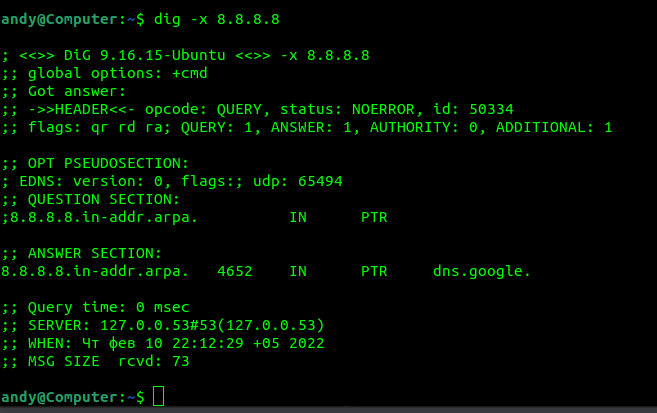 andy@Computer:~$ dig -x 8.8.8.8

; <<>> DiG 9.16.15-Ubuntu <<>> -x 8.8.8.8
;; global options: +cmd
;; Got answer:
;; ->>HEADER<<- opcode: QUERY, status: NOERROR, id: 50334
;; flags: qr rd ra; QUERY: 1, ANSWER: 1, AUTHORITY: 0, ADDITIONAL: 1

;; OPT PSEUDOSECTION:
; EDNS: version: 0, flags:; udp: 65494
;; QUESTION SECTION:
;8.8.8.8.in-addr.arpa.		IN	PTR

;; ANSWER SECTION:
8.8.8.8.in-addr.arpa.	4652	IN	PTR	dns.google.

;; Query time: 0 msec
;; SERVER: 127.0.0.53#53(127.0.0.53)
;; WHEN: Чт фев 10 22:12:29 +05 2022
;; MSG SIZE  rcvd: 73

andy@Computer:~$